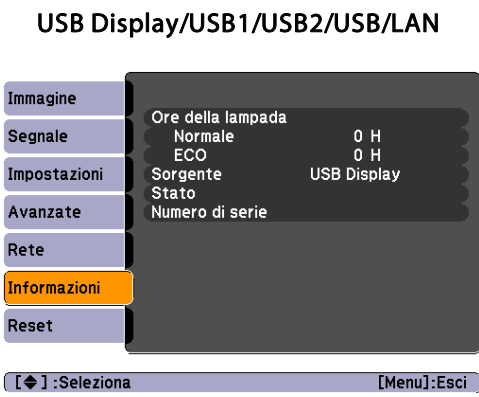 USB Display/USB1/USB2/USB/LAN
Immagine
Segnale
Impostazioni
Avanzate
Rete
Informazioni
Reset
Ore della lampada
Normale 0 H
ECO 0 H
Sorgente USB Display
Stato
Numero di serie
[◆] :Seleziona [Menu]:Esci